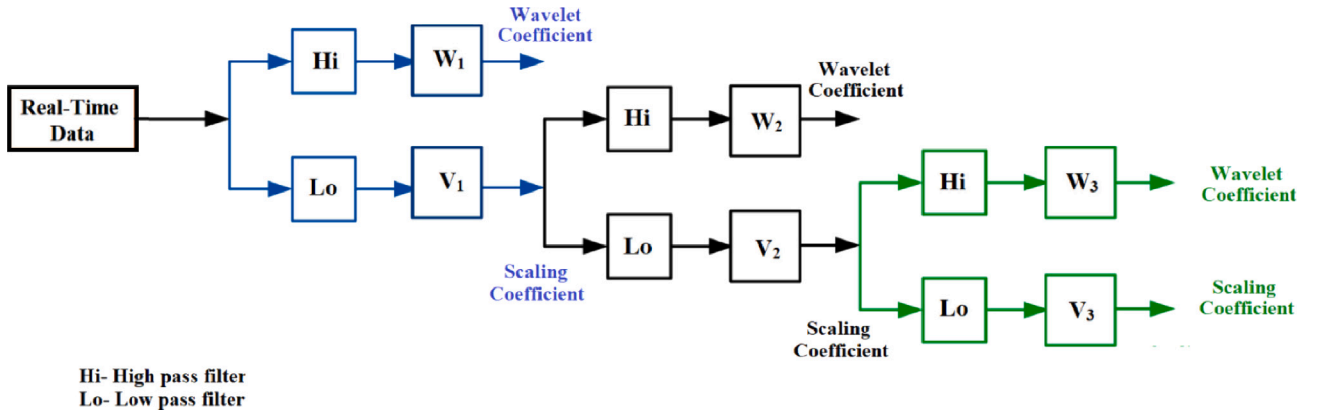 Real-Time
Data
Hi
W₁
Wavelet
Coefficient
Lo
V₁
Scaling
Coefficient
Hi
W₂
Wavelet
Coefficient
Lo
V₂
Scaling
Coefficient
Hi
W₃
Wavelet
Coefficient
Lo
V₃
Scaling
Coefficient
Hi- High pass filter
Lo- Low pass filter